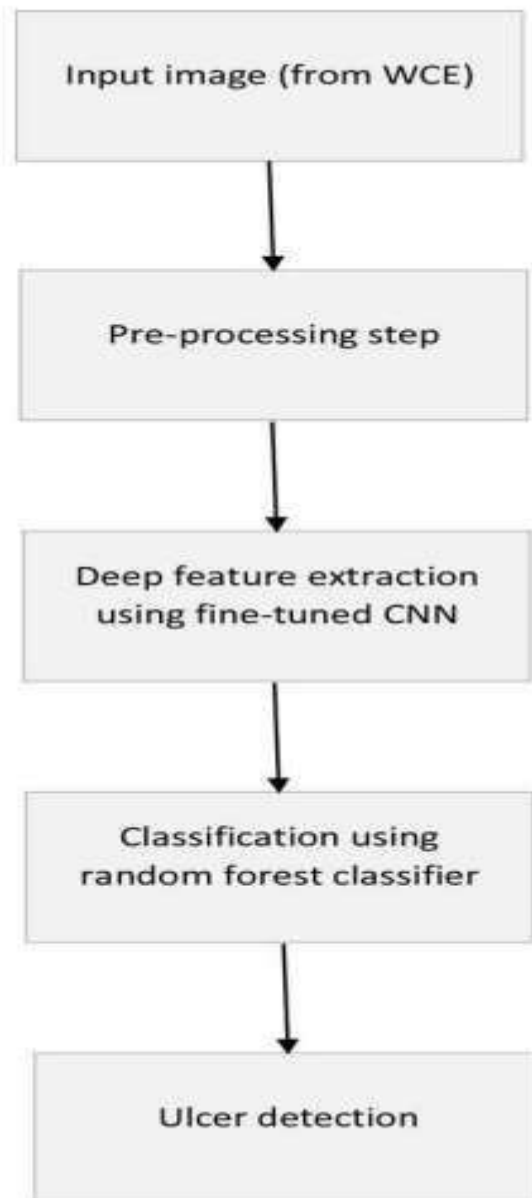 Input image (from WCE)
Pre-processing step
Deep feature extraction
using fine-tuned CNN
Classification using
random forest classifier
Ulcer detection